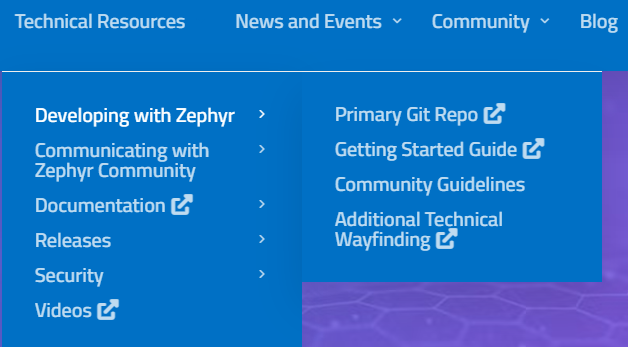 Technical Resources
News and Events
Community
Blog
Developing with Zephyr
Communicating with
Zephyr Community
Documentation
Releases
Security
Videos
Primary Git Repo
Getting Started Guide
Community Guidelines
Additional Technical
Wayfinding